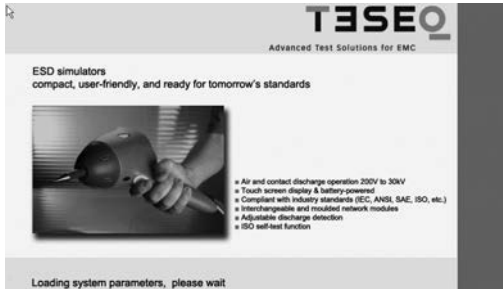 TESEQ
Advanced Test Solutions for EMC
ESD simulators
compact, user-friendly, and ready for tomorrow's standards
Air and contact discharge operation 200V to 30kV
Touch screen display & battery-powered
Compliant with industry standards (IEC, ANSI, SAE, ISO, etc.)
Interchangeable and moulded network modules
Adjustable discharge detection
ISO self-test function
Loading system parameters, please wait